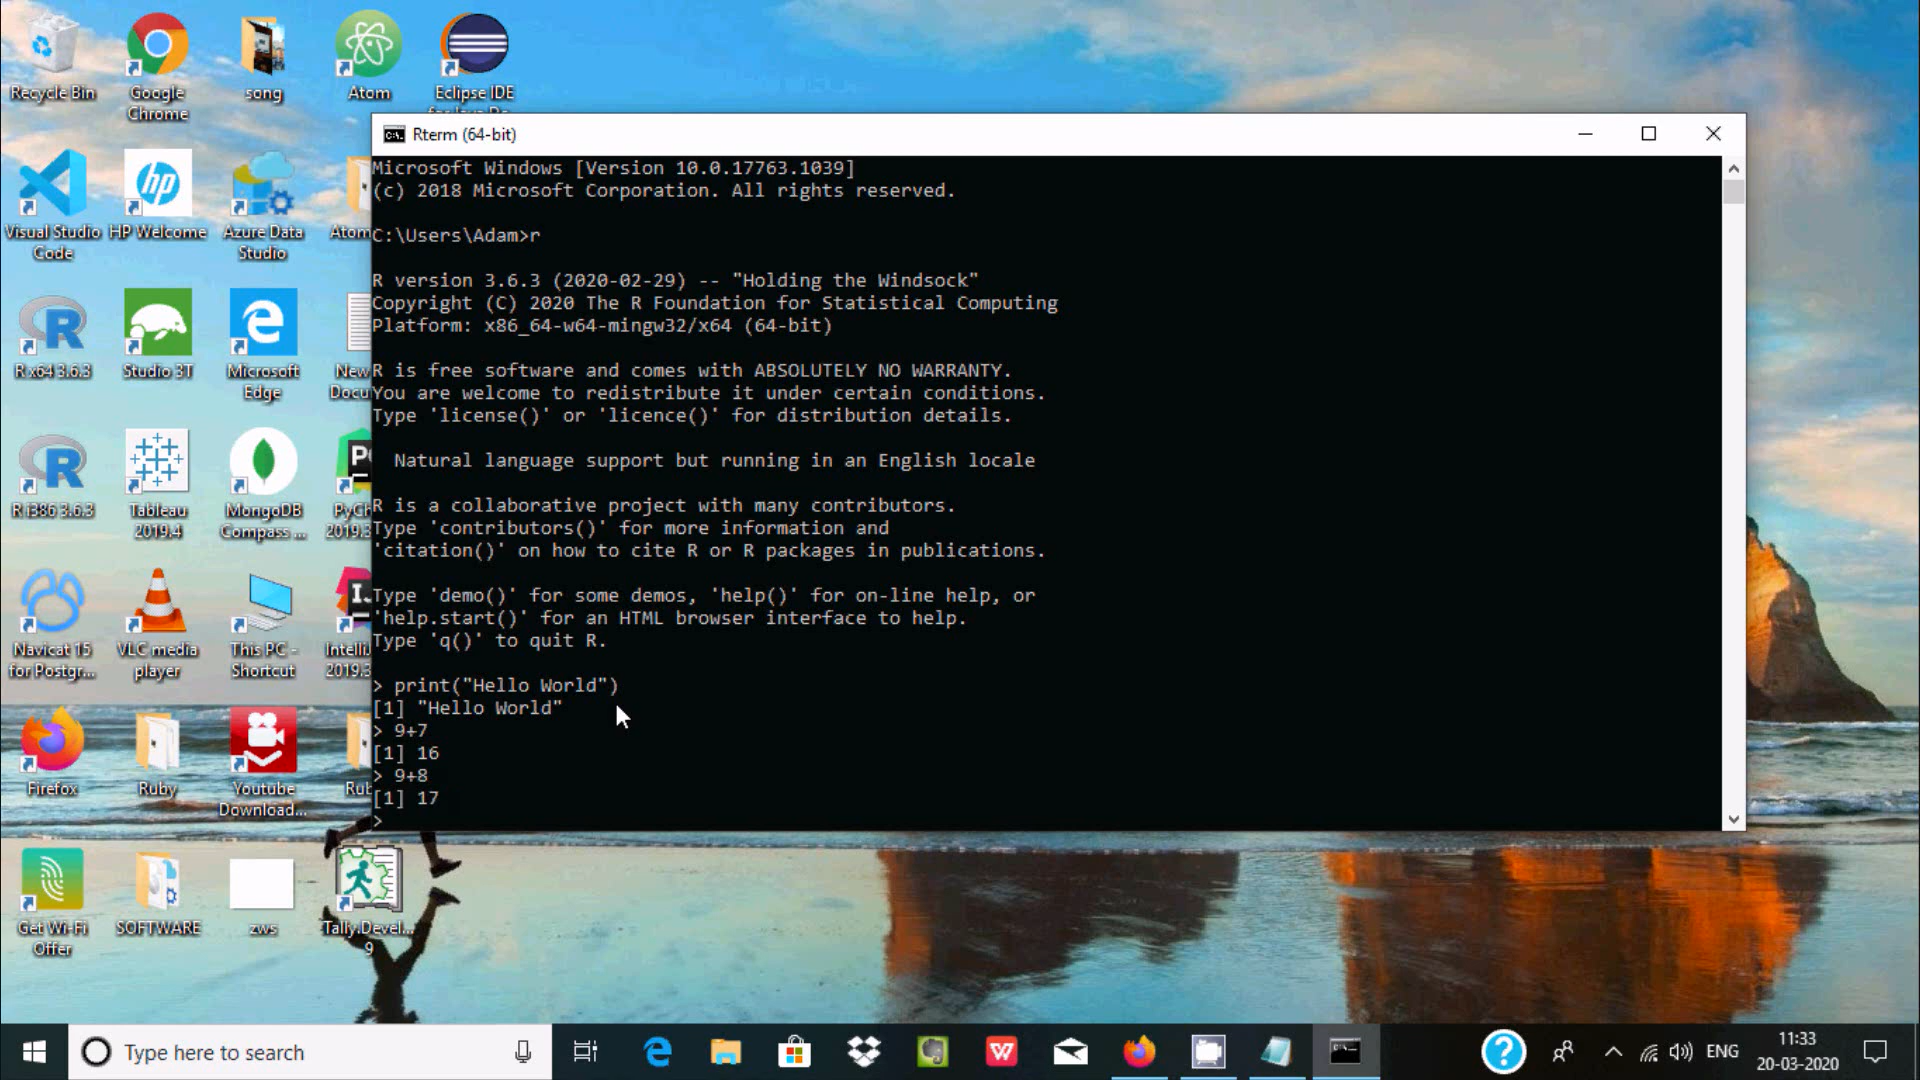 Recycle Bin
Google
Chrome
song
Atom
Eclipse IDE
Rterm (64-bit)
Microsoft Windows [Version 10.0.17763.1039]
(c) 2018 Microsoft Corporation. All rights reserved.
C:\Users\Adam>r
R version 3.6.3 (2020-02-29) -- "Holding the Windsock"
Copyright (C) 2020 The R Foundation for Statistical Computing
Platform: x86_64-w64-mingw32/x64 (64-bit)
R is free software and comes with ABSOLUTELY NO WARRANTY.
You are welcome to redistribute it under certain conditions.
Type 'license()' or 'licence()' for distribution details.
Natural language support but running in an English locale
R is a collaborative project with many contributors.
Type 'contributors()' for more information and
'citation()' on how to cite R or R packages in publications.
Type 'demo()' for some demos, 'help()' for on-line help, or
'help.start()' for an HTML browser interface to help.
Type 'q()' to quit R.
> print("Hello World")
[1] "Hello World"
> 9+7
[1] 16
> 9+8
[1] 17
>
Visual Studio
Code
HP Welcome
Azure Data
Studio
Atom
R x64 3.6.3
Studio 3T
Microsoft
Edge
New
Docu
R i386 3.6.3
Tableau
2019.4
MongoDB
Compass ...
PyCh
2019.3
Navicat 15
for Postgr...
VLC media
player
This PC -
Shortcut
Intelli
2019.3
Firefox
Ruby
Youtube
Download...
Rub
Get Wi-Fi
Offer
SOFTWARE
zws
Tally.Devel...
9
Type here to search
ENG
11:33
20-03-2020